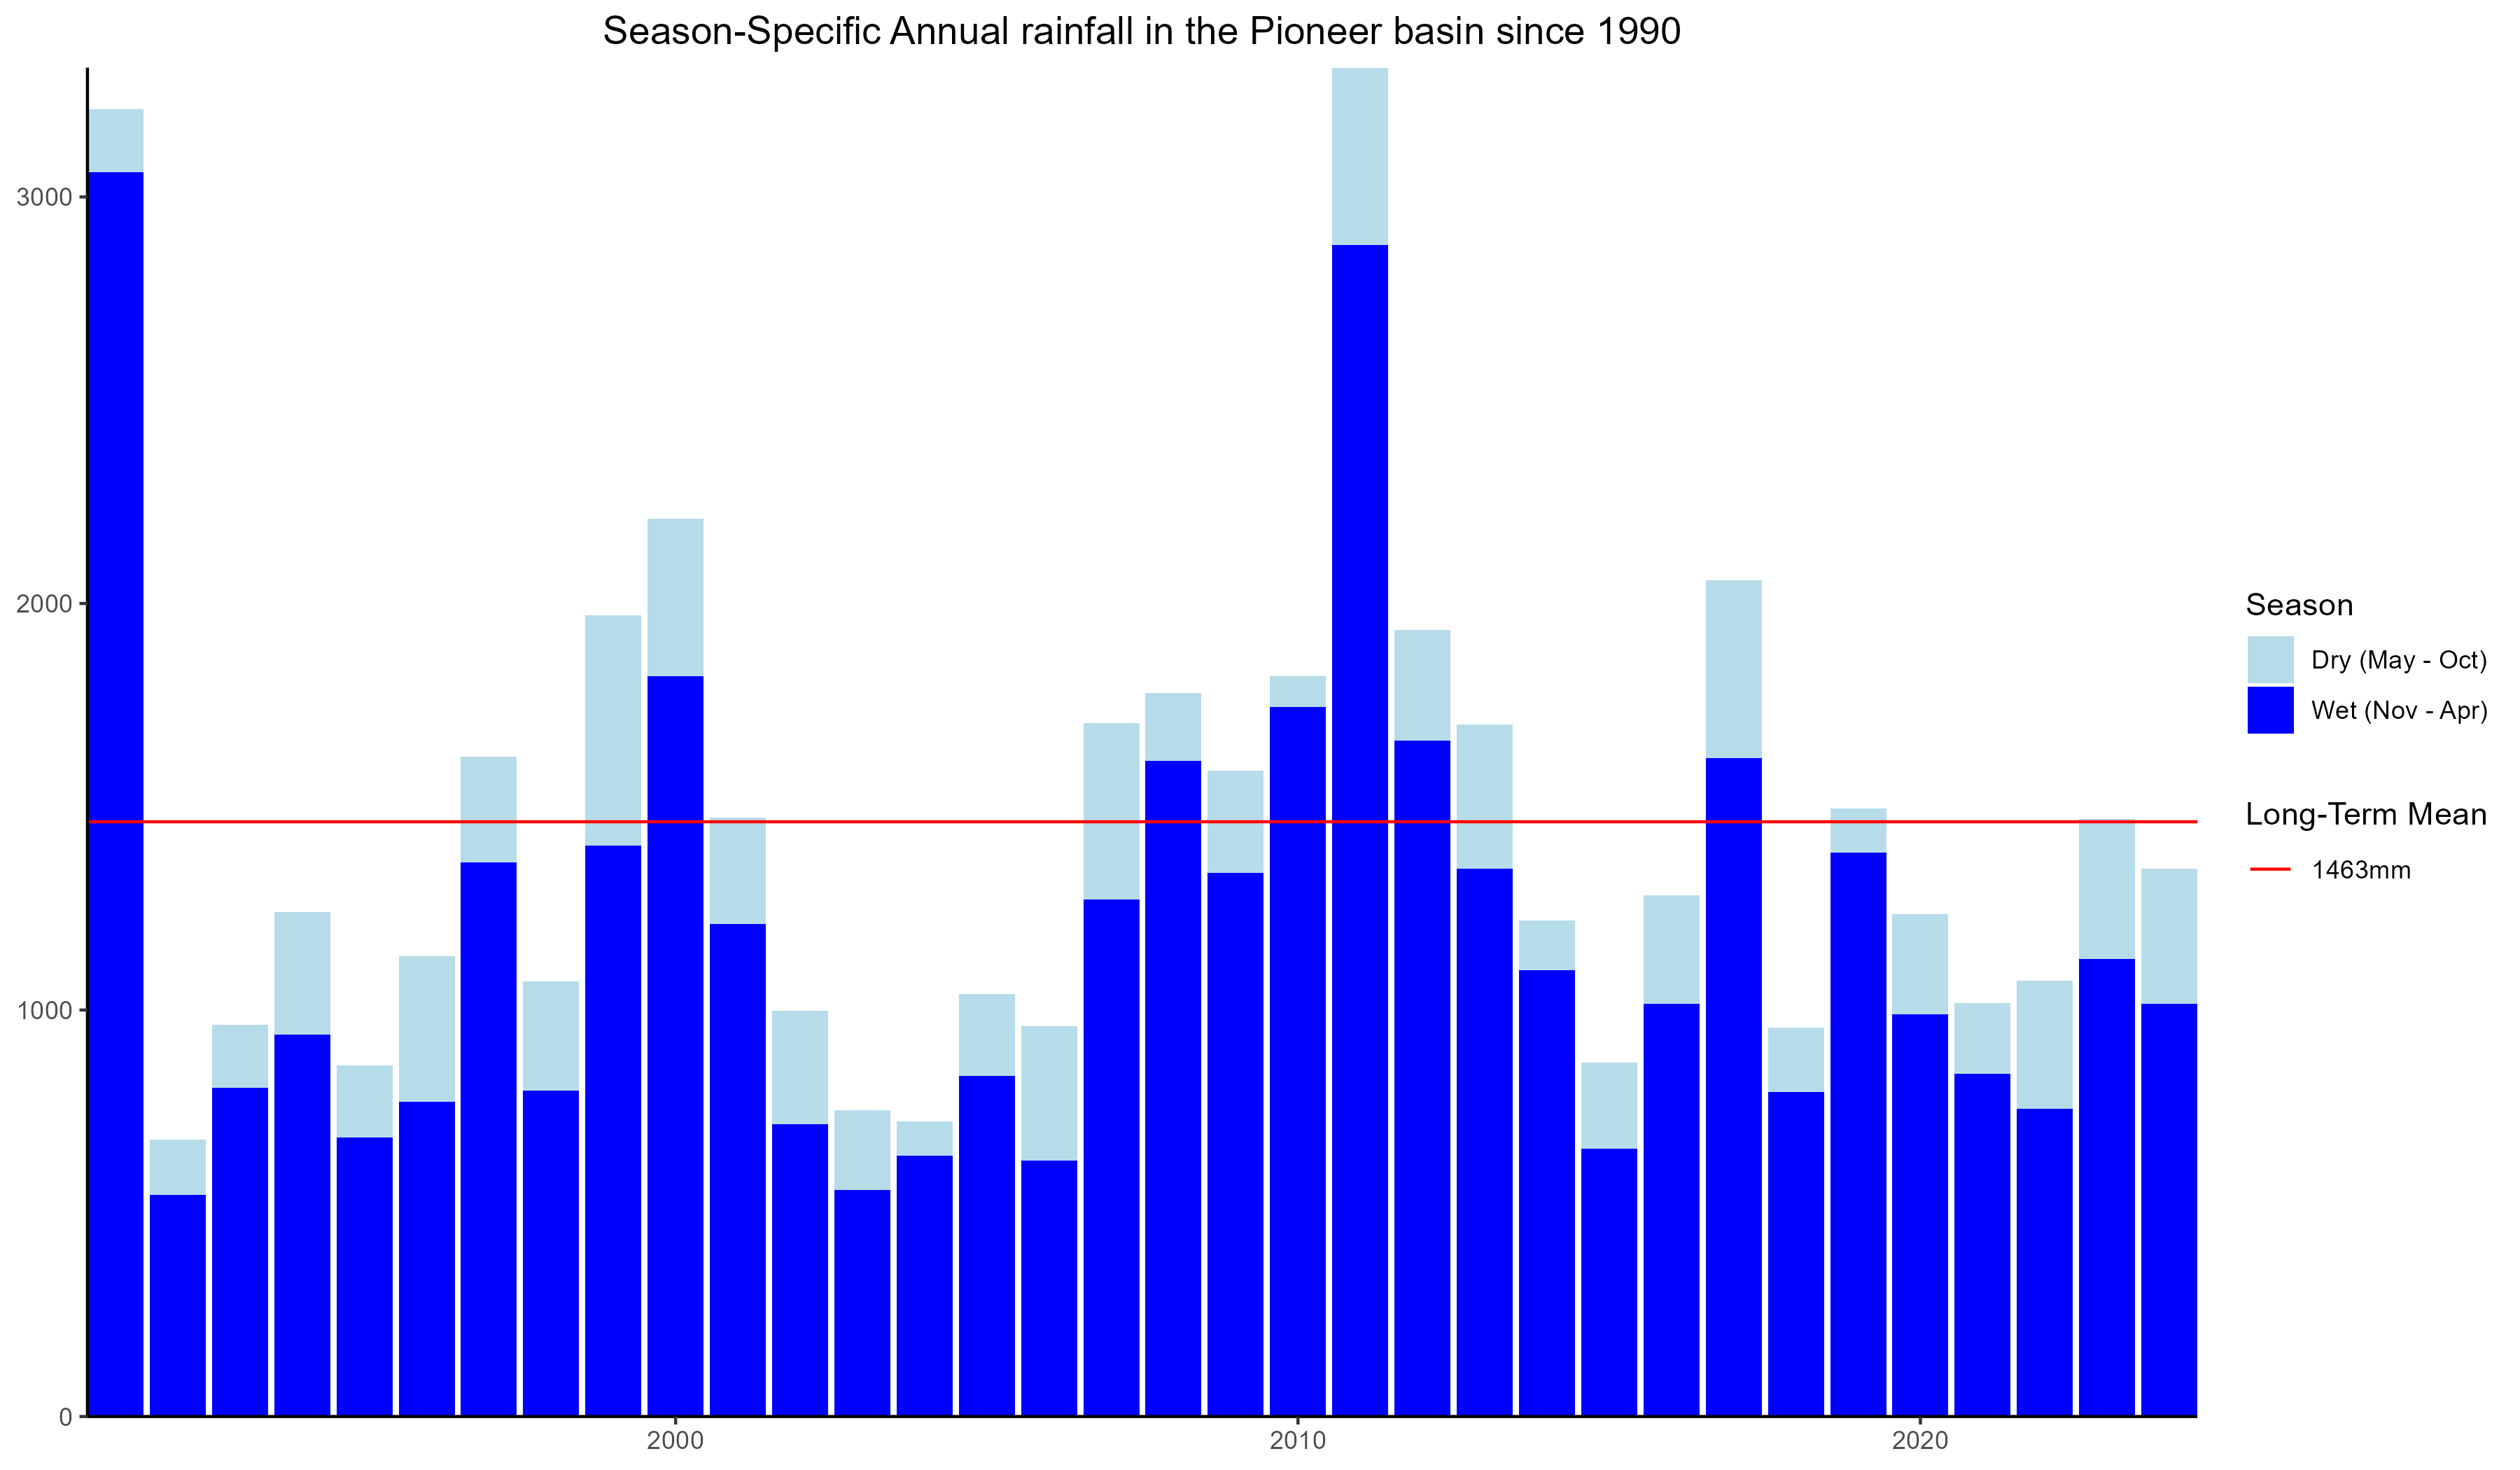 Season-Specific Annual rainfall in the Pioneer basin since 1990
3000
2000
1000
0
2000
2010
2020
Season
Dry (May - Oct)
Wet (Nov - Apr)
Long-Term Mean
1463mm